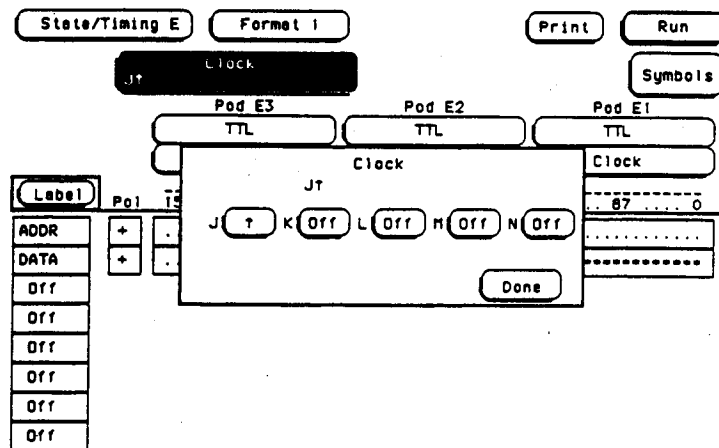 State/Timing E Format 1 Print Run
Clock
J↑
Symbols
Pod E3 Pod E2 Pod E1
TTL TTL TTL
Clock
Clock
J↑
Label Pol 15 .. 87 .... 0
J ↑ K Off L Off M Off N Off
ADDR +
DATA +
Off
Done
Off
Off
Off
Off
Off